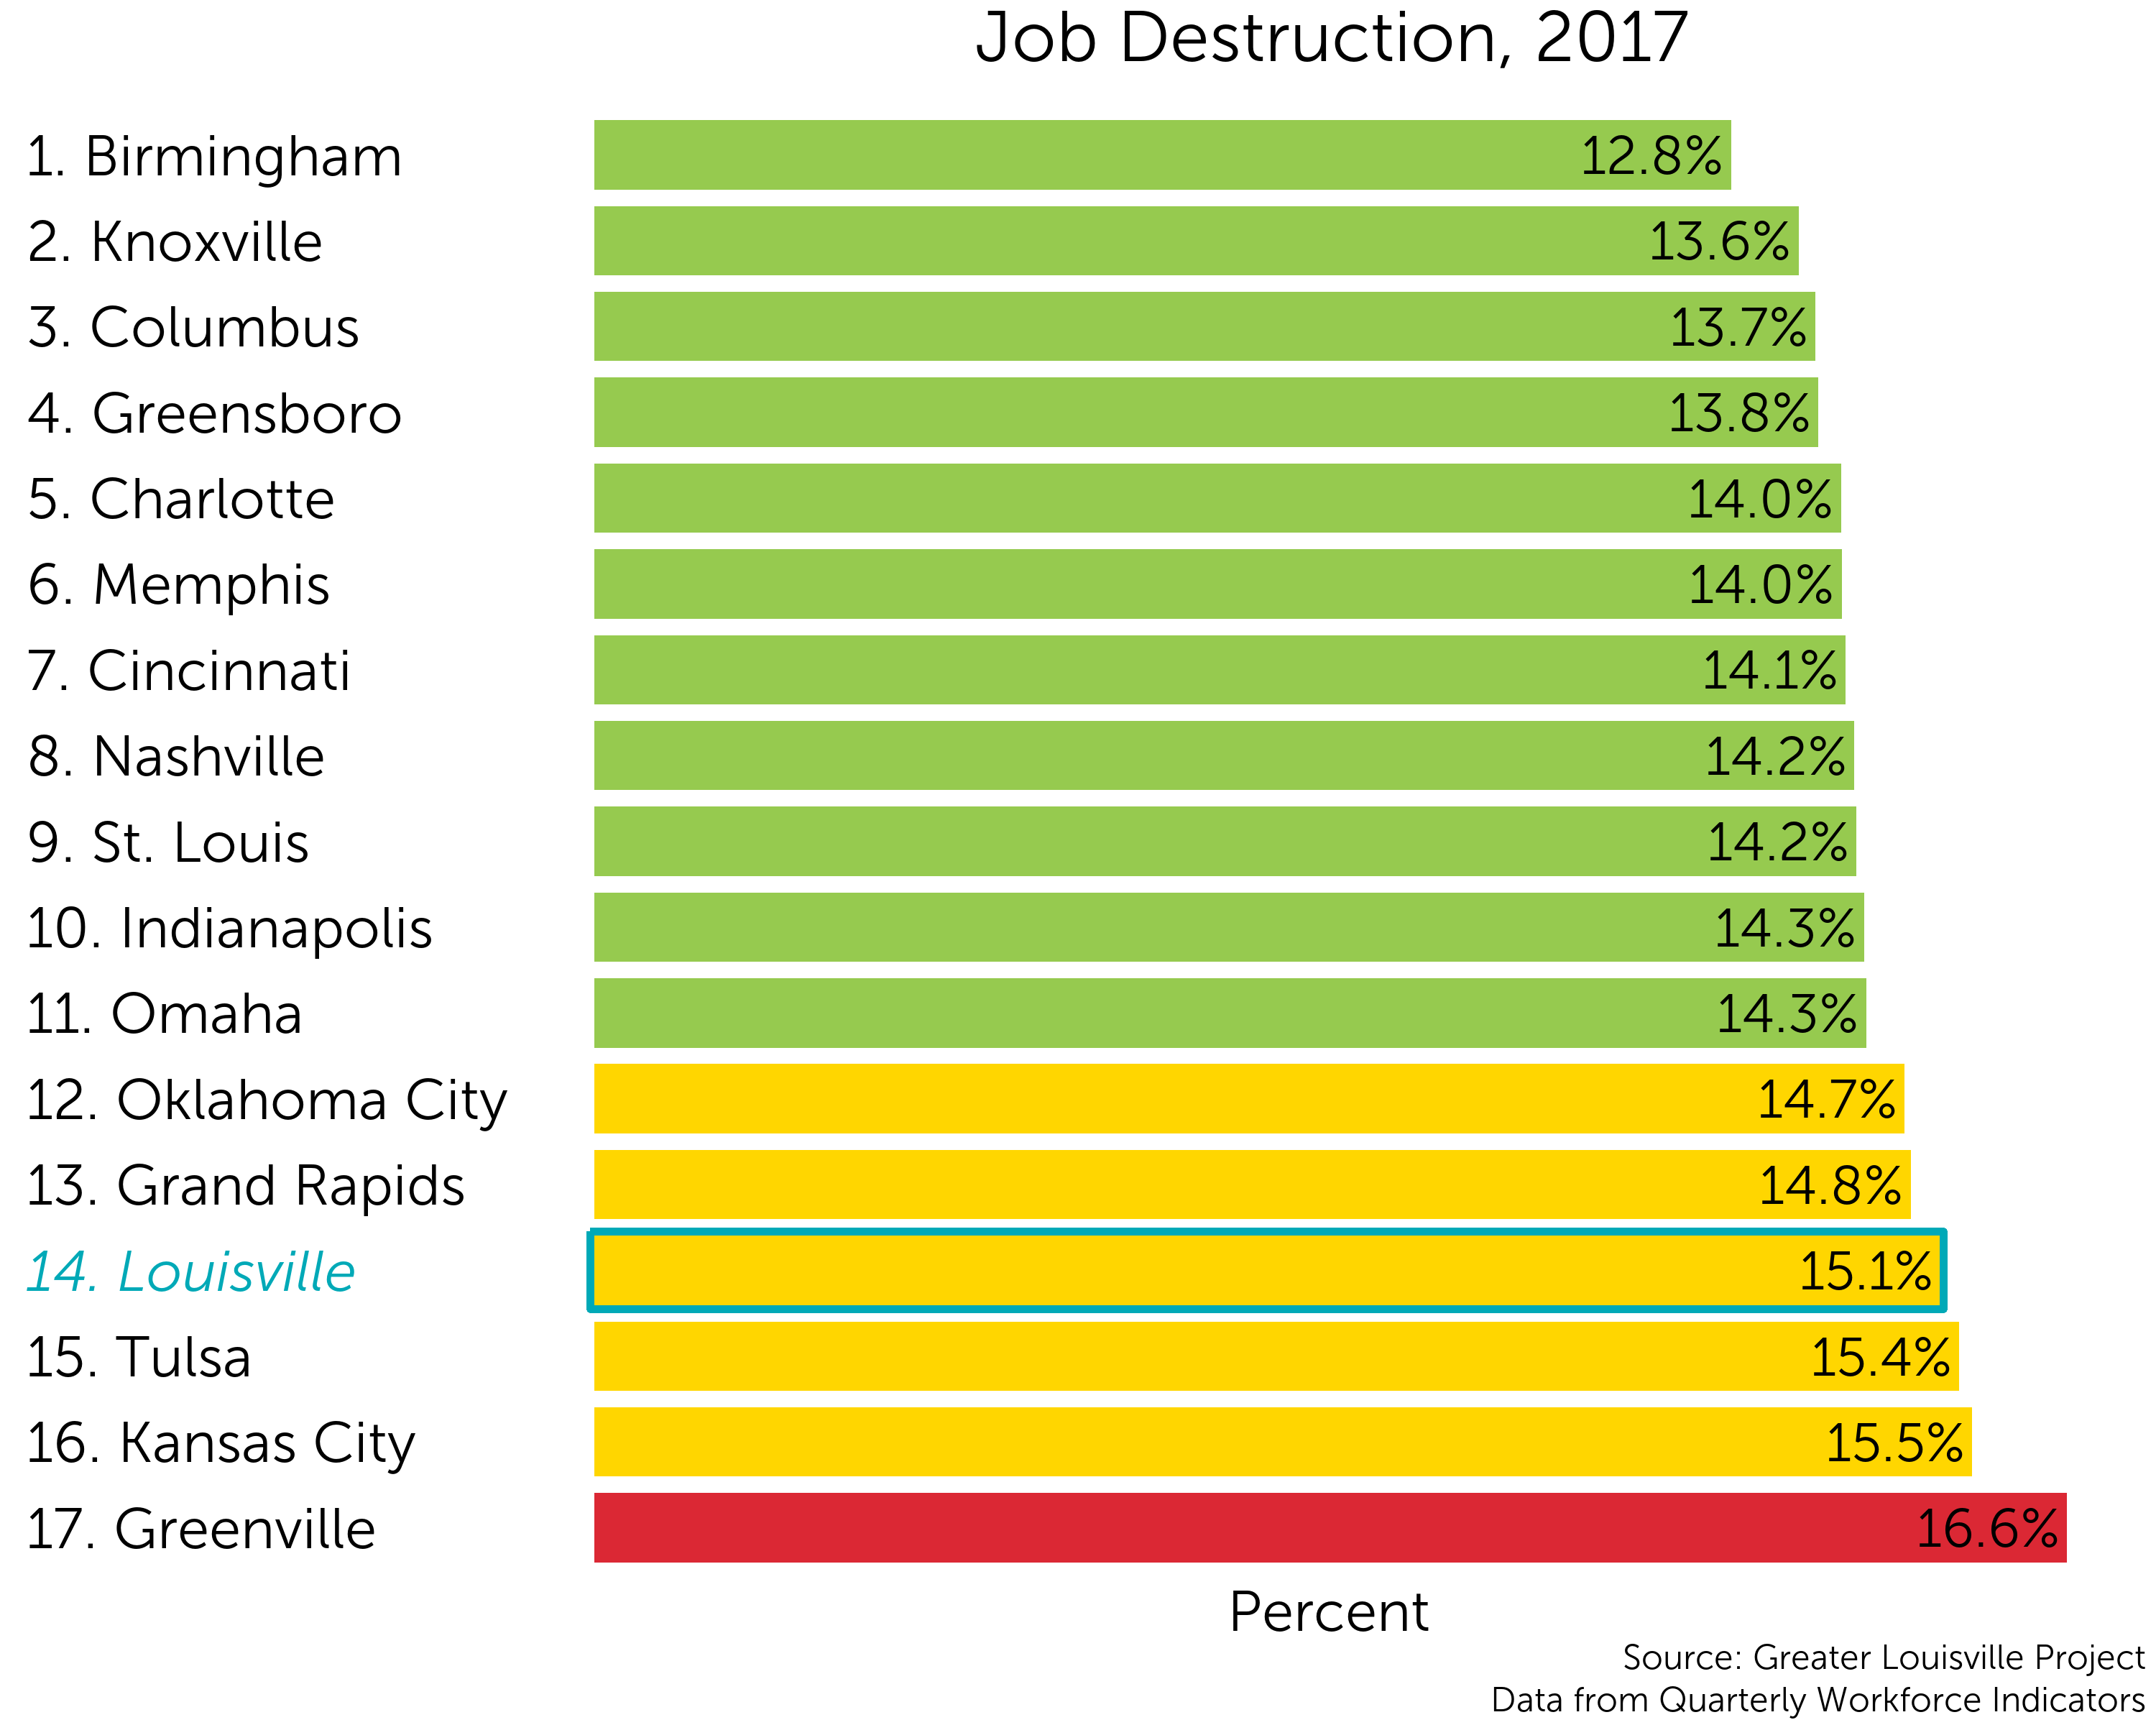 Job Destruction, 2017
1. Birmingham 12.8%
2. Knoxville 13.6%
3. Columbus 13.7%
4. Greensboro 13.8%
5. Charlotte 14.0%
6. Memphis 14.0%
7. Cincinnati 14.1%
8. Nashville 14.2%
9. St. Louis 14.2%
10. Indianapolis 14.3%
11. Omaha 14.3%
12. Oklahoma City 14.7%
13. Grand Rapids 14.8%
14. Louisville 15.1%
15. Tulsa 15.4%
16. Kansas City 15.5%
17. Greenville 16.6%
Percent
Source: Greater Louisville Project
Data from Quarterly Workforce Indicators